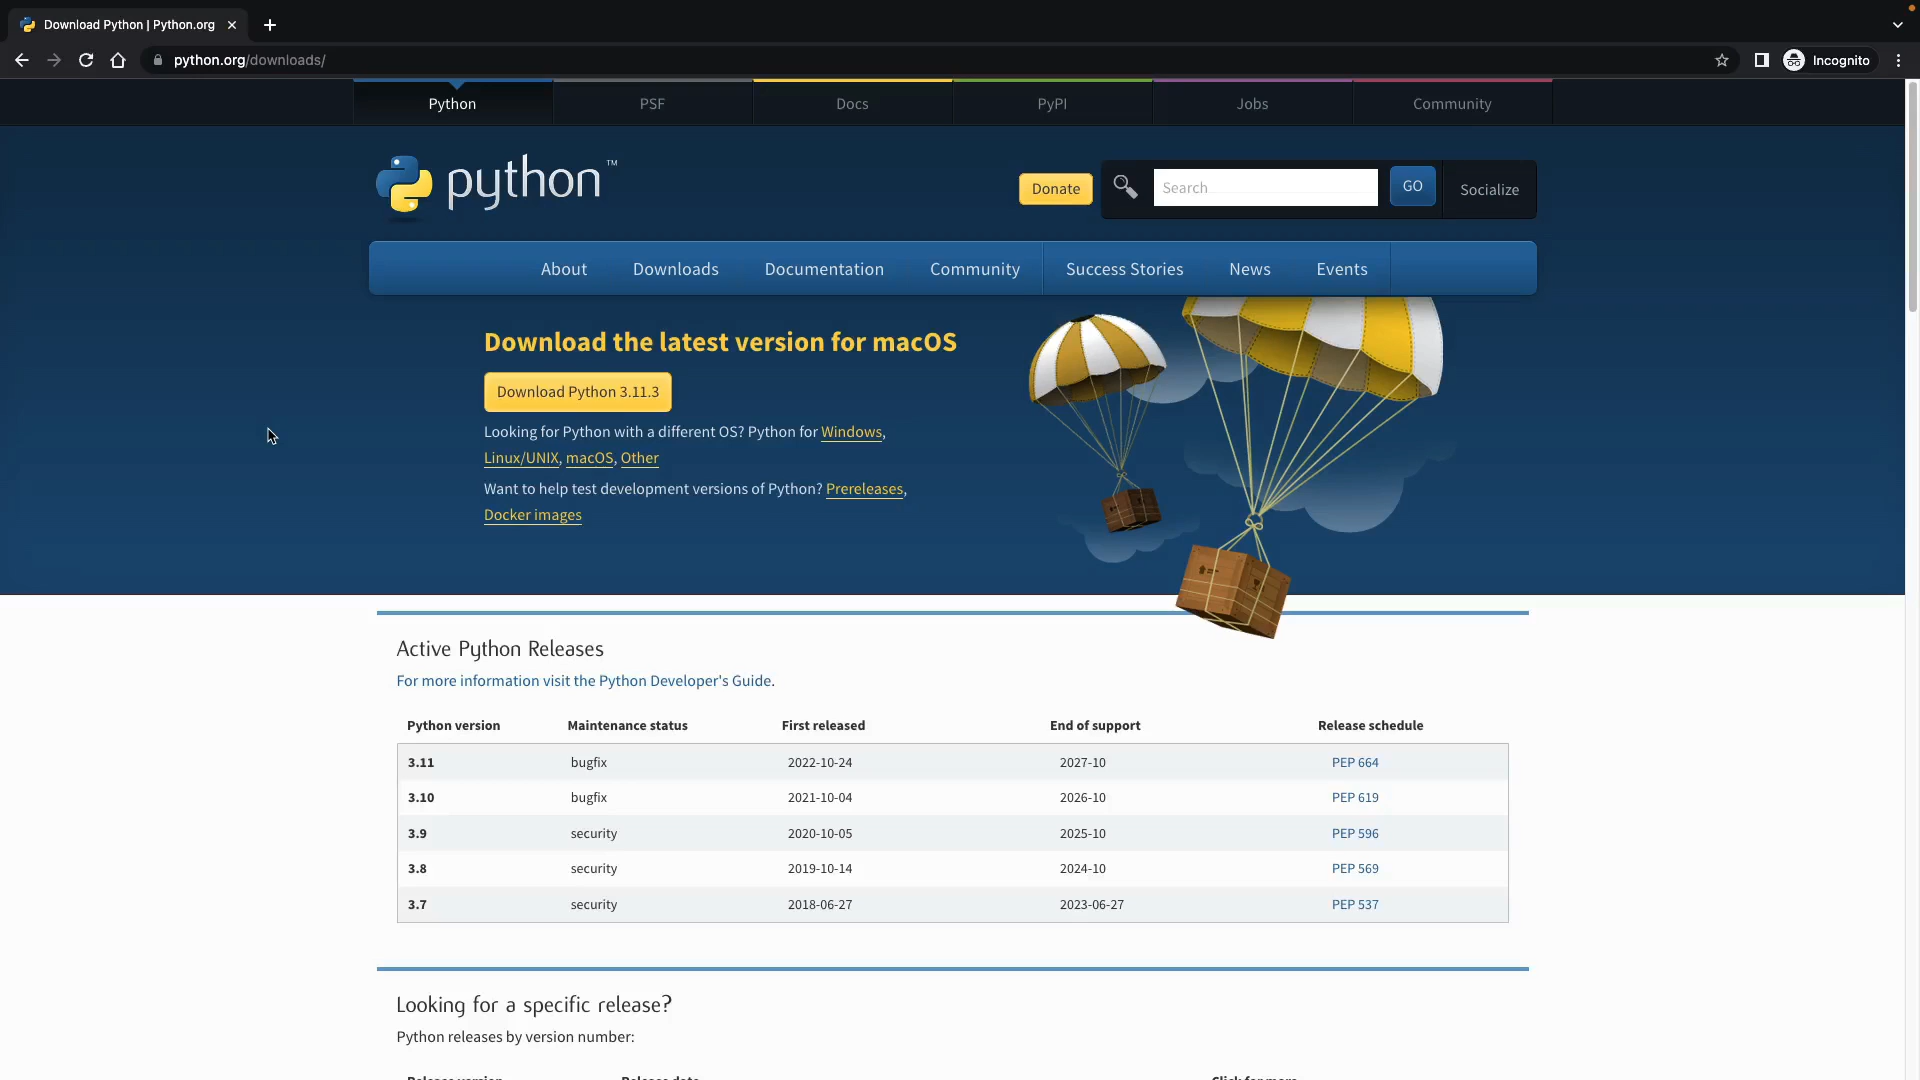 Download Python | Python.org
python.org/downloads/
Incognito
Python PSF Docs PyPI Jobs Community
python™
Donate
Search
GO
Socialize
About Downloads Documentation Community Success Stories News Events
Download the latest version for macOS
Download Python 3.11.3
Looking for Python with a different OS? Python for Windows,
Linux/UNIX, macOS, Other
Want to help test development versions of Python? Prereleases,
Docker images
Active Python Releases
For more information visit the Python Developer's Guide.
Python version Maintenance status First released End of support Release schedule
3.11 bugfix 2022-10-24 2027-10 PEP 664
3.10 bugfix 2021-10-04 2026-10 PEP 619
3.9 security 2020-10-05 2025-10 PEP 596
3.8 security 2019-10-14 2024-10 PEP 569
3.7 security 2018-06-27 2023-06-27 PEP 537
Looking for a specific release?
Python releases by version number:
Release version Release date Click for more